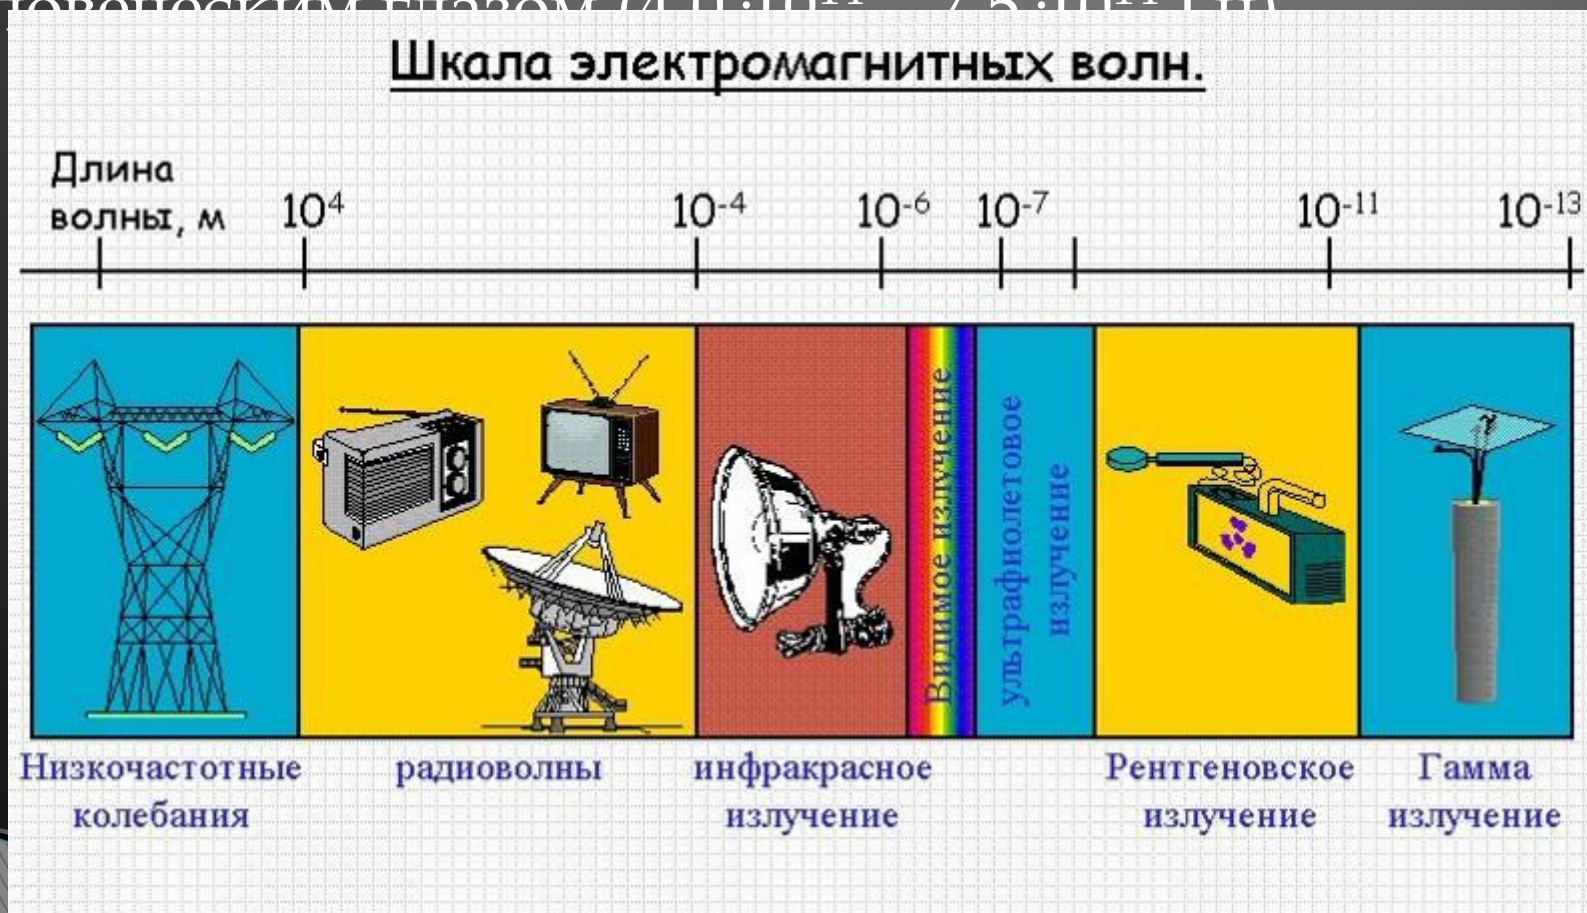 Шкала электромагнитных волн.
Длина
волны, м
10⁴
10⁻⁴
10⁻⁶
10⁻⁷
10⁻¹¹
10⁻¹³
Видимое излучение
ультрафиолетовое
излучение
Низкочастотные
колебания
радиоволны
инфракрасное
излучение
Рентгеновское
излучение
Гамма
излучение